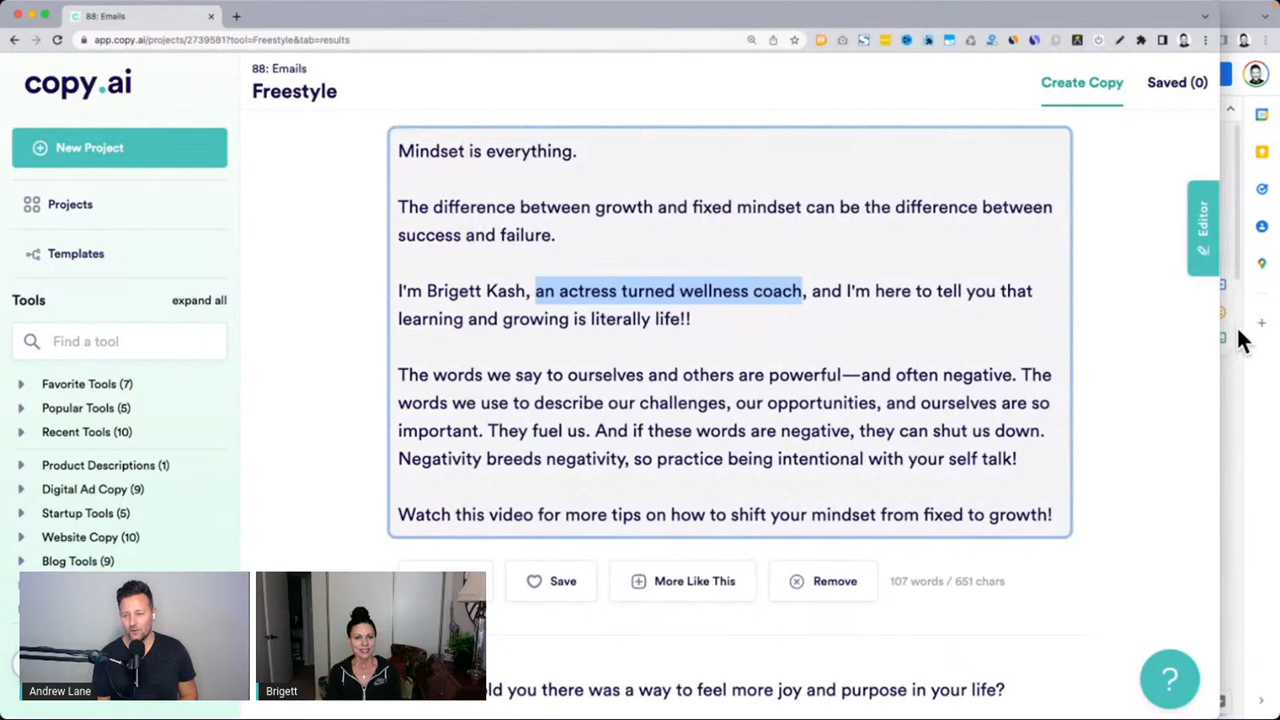 88: Emails
app.copy.ai/projects/2739581?tool=Freestyle&tab=results
copy.ai
88: Emails
Freestyle
Create Copy
Saved (0)
New Project
Projects
Templates
Tools
expand all
Find a tool
Favorite Tools (7)
Popular Tools (5)
Recent Tools (10)
Product Descriptions (1)
Digital Ad Copy (9)
Startup Tools (5)
Website Copy (10)
Blog Tools (9)
Mindset is everything.
The difference between growth and fixed mindset can be the difference between
success and failure.
I'm Brigett Kash, an actress turned wellness coach, and I'm here to tell you that
learning and growing is literally life!!
The words we say to ourselves and others are powerful—and often negative. The
words we use to describe our challenges, our opportunities, and ourselves are so
important. They fuel us. And if these words are negative, they can shut us down.
Negativity breeds negativity, so practice being intentional with your self talk!
Watch this video for more tips on how to shift your mindset from fixed to growth!
Save
More Like This
Remove
107 words / 651 chars
Editor
old you there was a way to feel more joy and purpose in your life?
Andrew Lane
Brigett
?